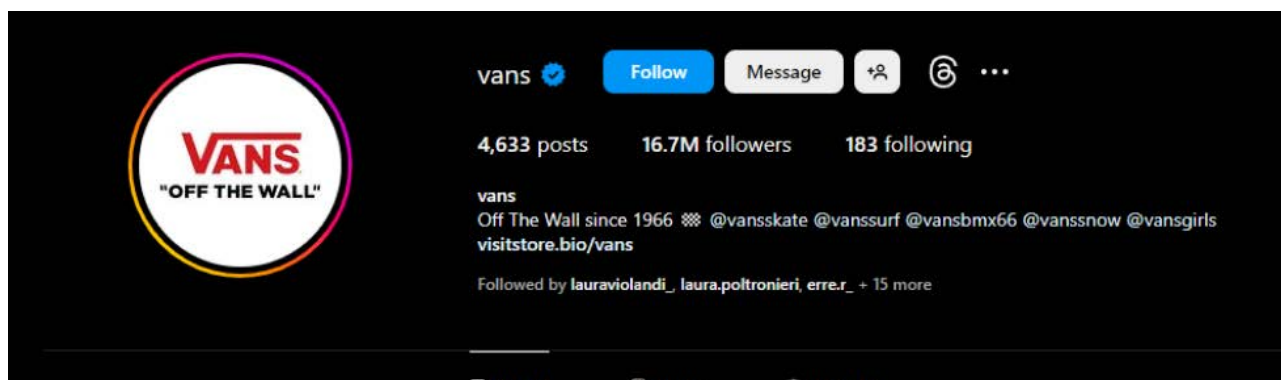 VANS
"OFF THE WALL"
vans Follow Message
4,633 posts 16.7M followers 183 following
vans
Off The Wall since 1966 🏁 @vansskate @vanssurf @vansbmx66 @vanssnow @vansgirls
visitstore.bio/vans
Followed by lauraviolandi_, laura.poltronieri, erre.r_ + 15 more